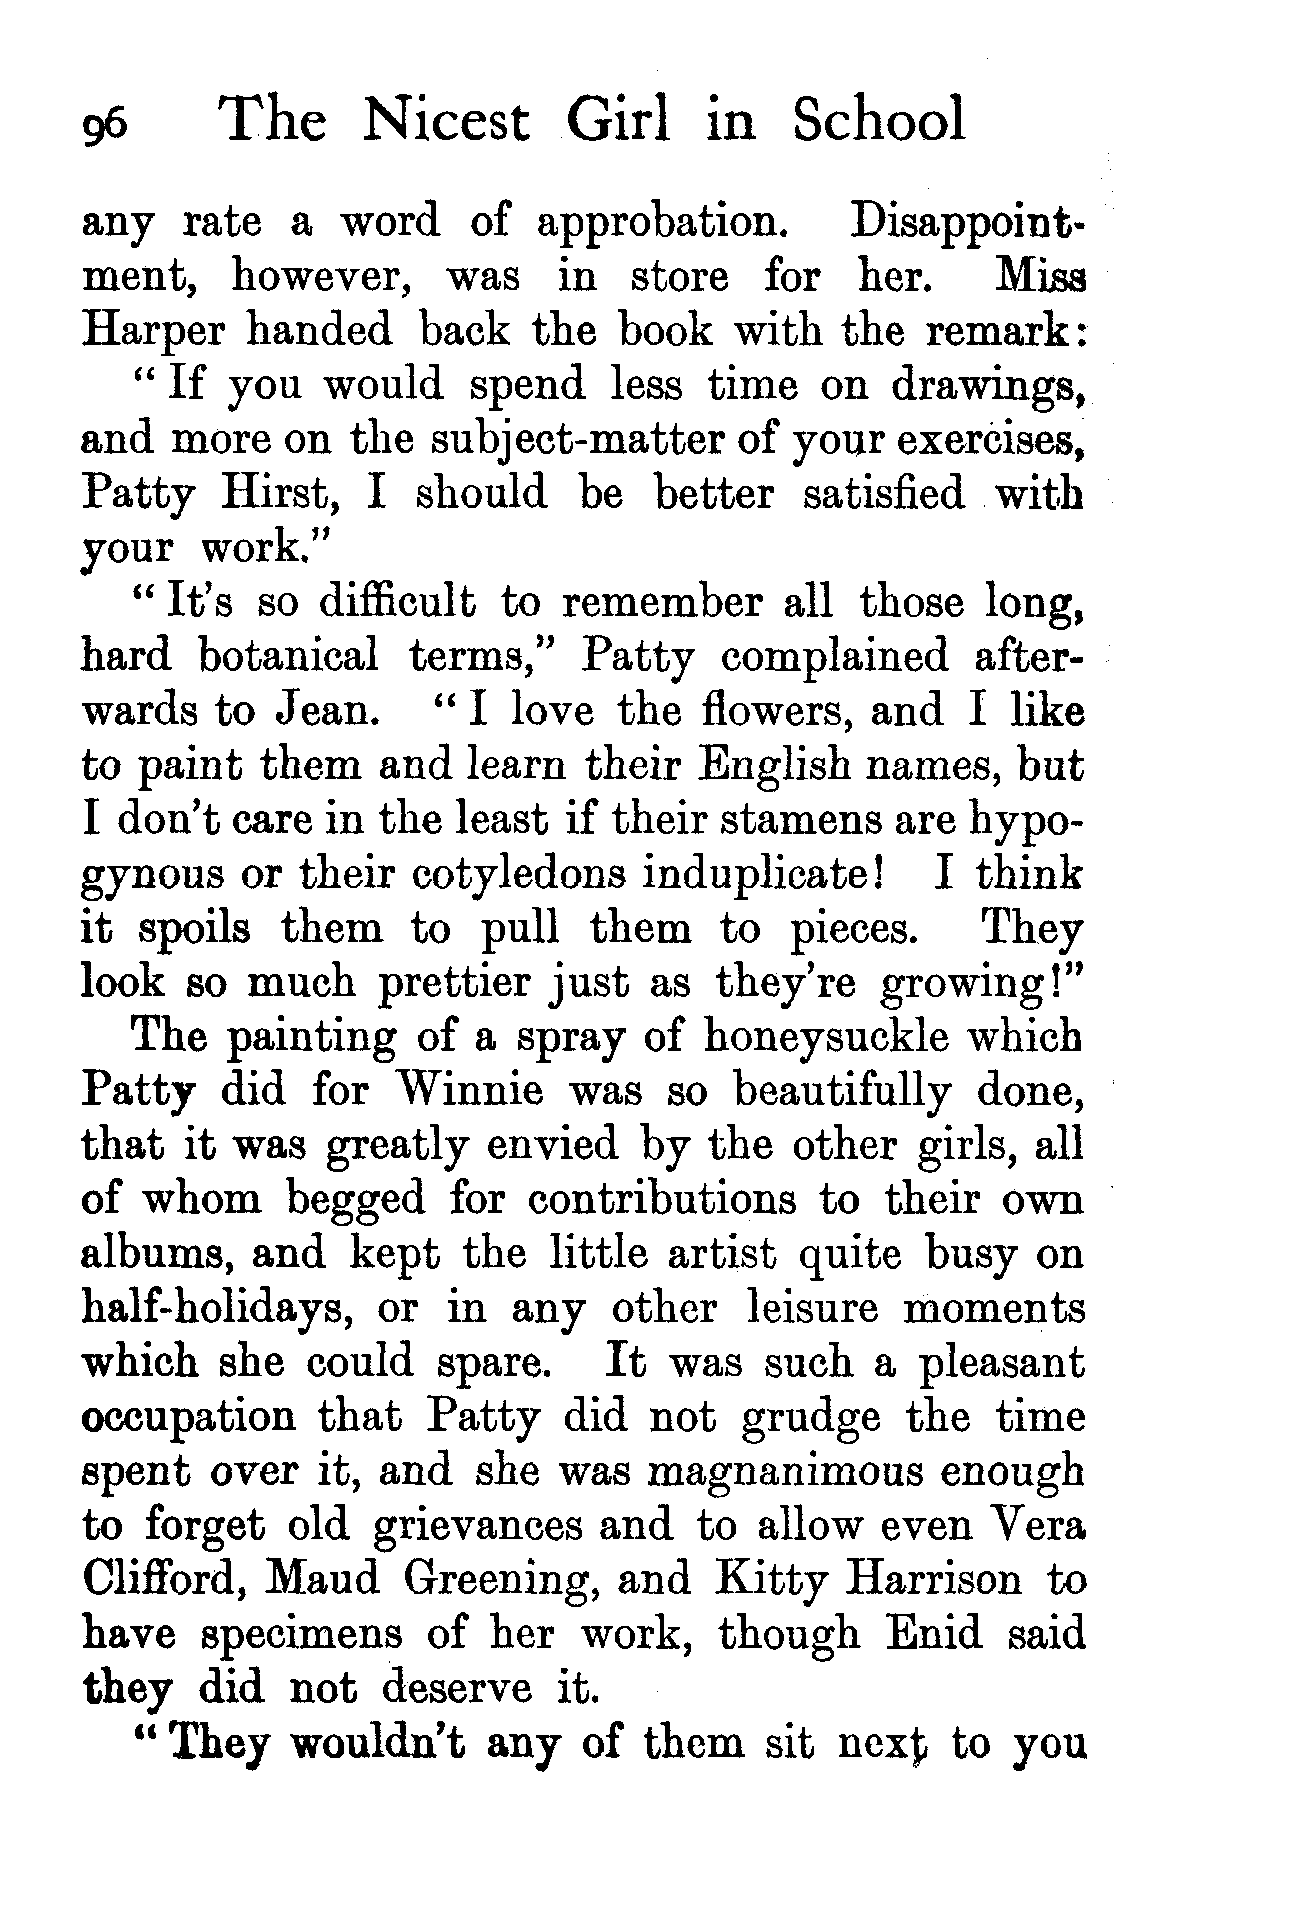 96 The Nicest Girl in School
any rate a word of approbation. Disappoint-
ment, however, was in store for her. Miss
Harper handed back the book with the remark:
“If you would spend less time on drawings,
and more on the subject-matter of your exercises,
Patty Hirst, I should be better satisfied with
your work.”
“It’s so difficult to remember all those long,
hard botanical terms,” Patty complained after-
wards to Jean. “I love the flowers, and I like
to paint them and learn their English names, but
I don’t care in the least if their stamens are hypo-
gynous or their cotyledons induplicate! I think
it spoils them to pull them to pieces. They
look so much prettier just as they’re growing!”
The painting of a spray of honeysuckle which
Patty did for Winnie was so beautifully done,
that it was greatly envied by the other girls, all
of whom begged for contributions to their own
albums, and kept the little artist quite busy on
half-holidays, or in any other leisure moments
which she could spare. It was such a pleasant
occupation that Patty did not grudge the time
spent over it, and she was magnanimous enough
to forget old grievances and to allow even Vera
Clifford, Maud Greening, and Kitty Harrison to
have specimens of her work, though Enid said
they did not deserve it.
“They wouldn’t any of them sit next to you